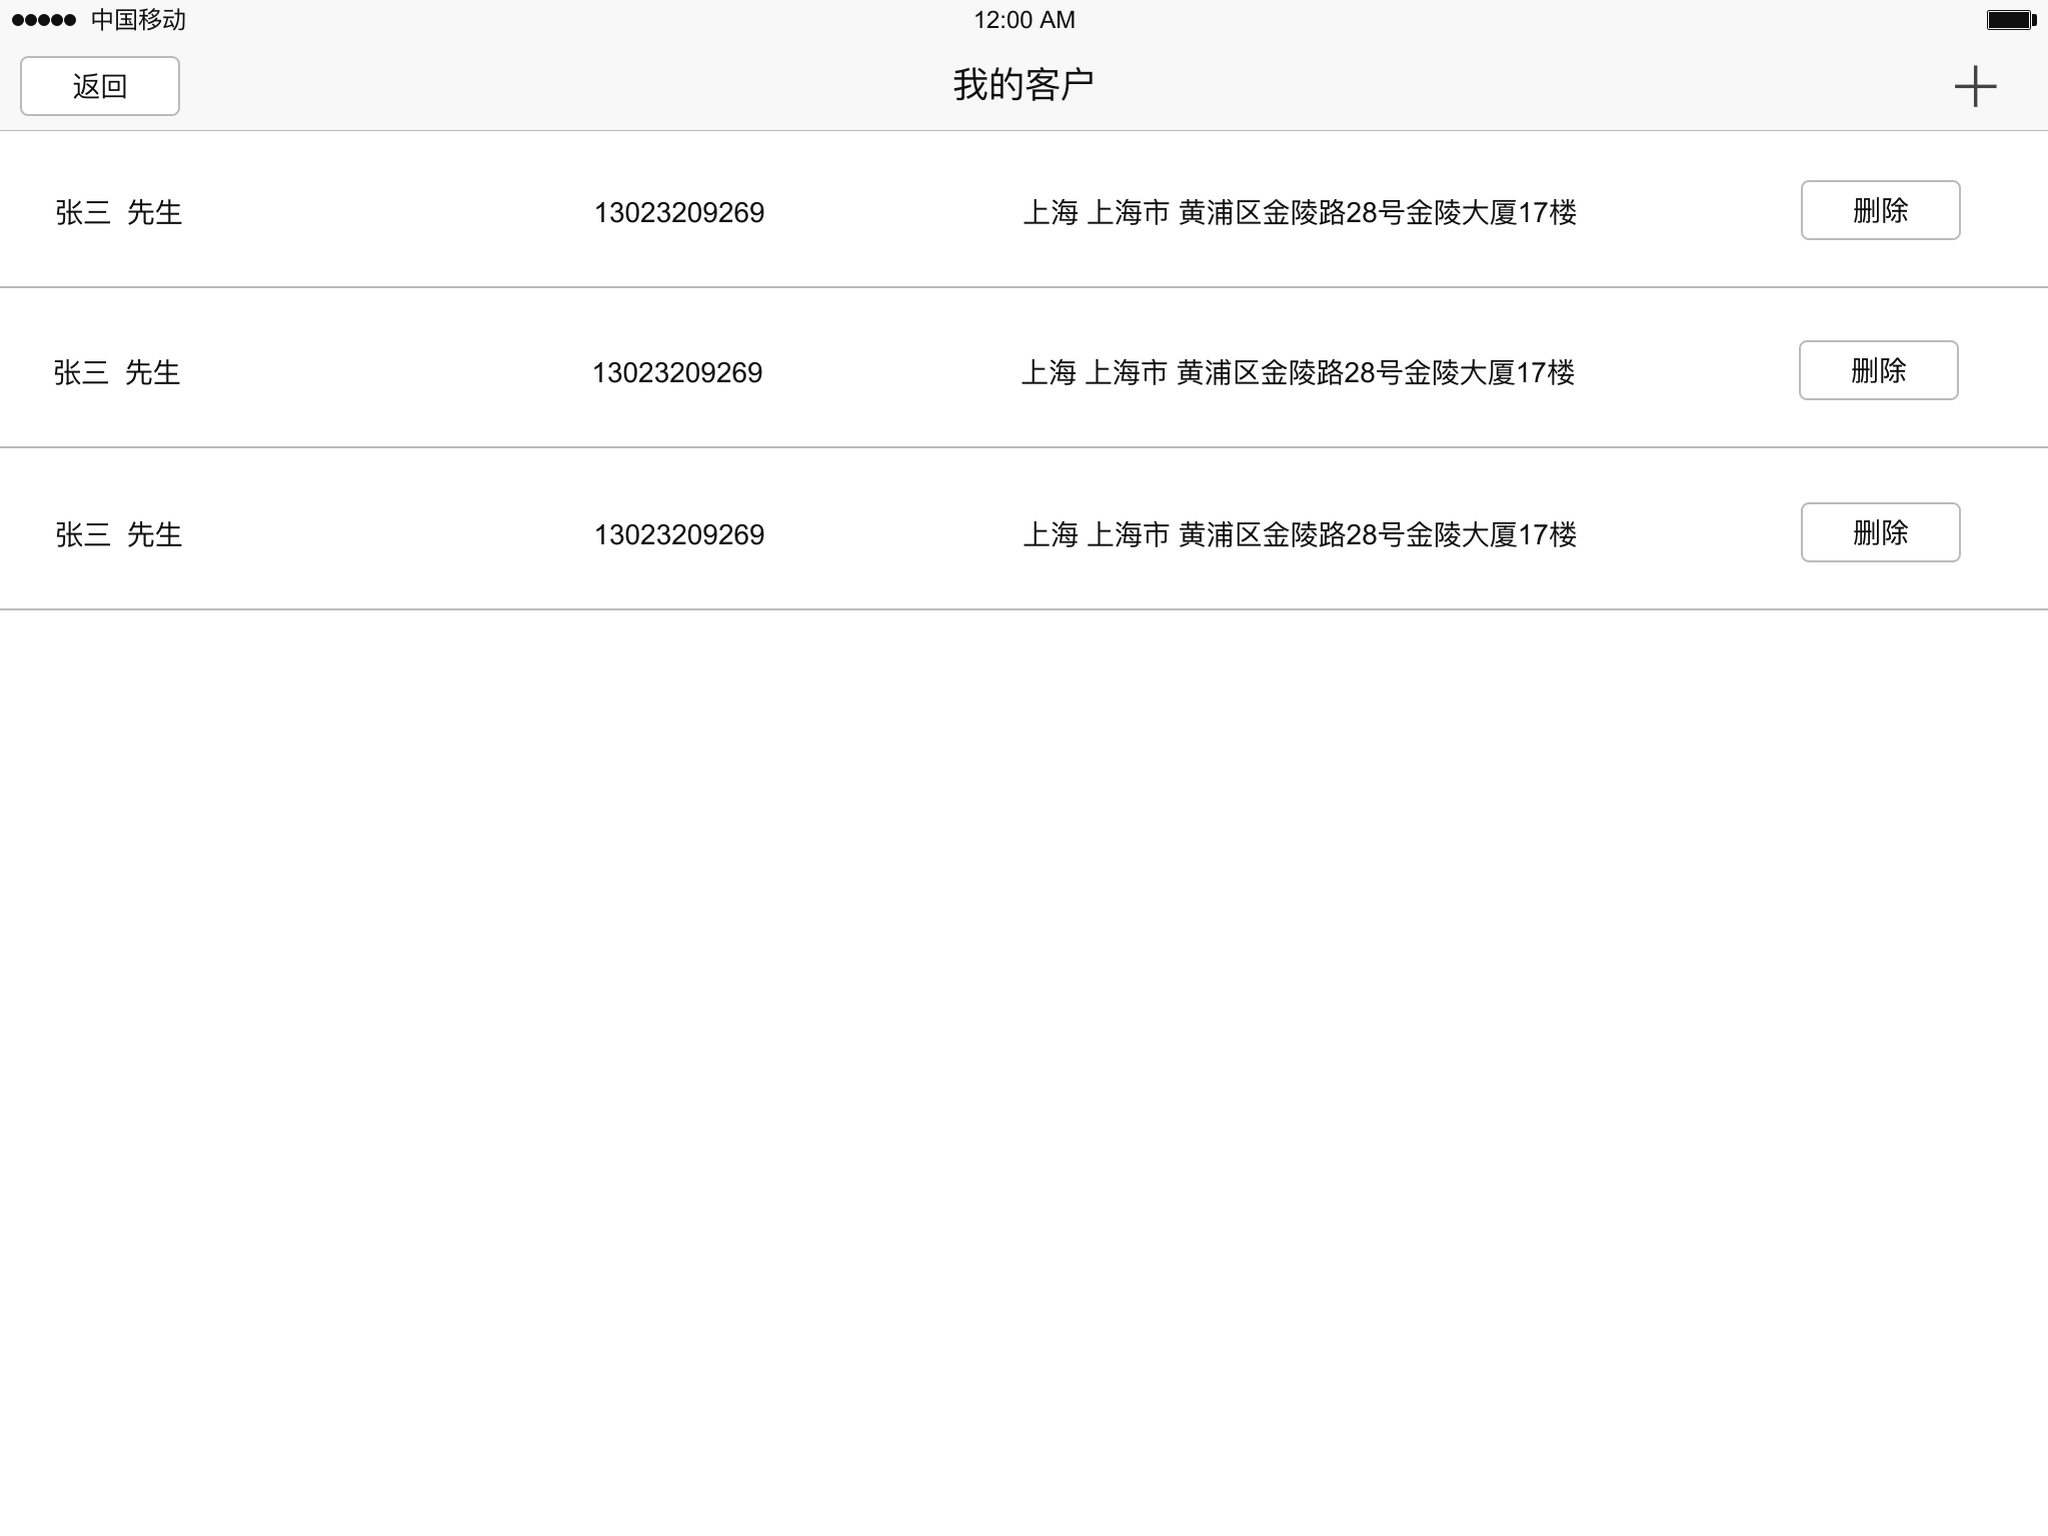 中国移动 12:00 AM
返回 我的客户
张三 先生 13023209269 上海 上海市 黄浦区金陵路28号金陵大厦17楼 删除
张三 先生 13023209269 上海 上海市 黄浦区金陵路28号金陵大厦17楼 删除
张三 先生 13023209269 上海 上海市 黄浦区金陵路28号金陵大厦17楼 删除